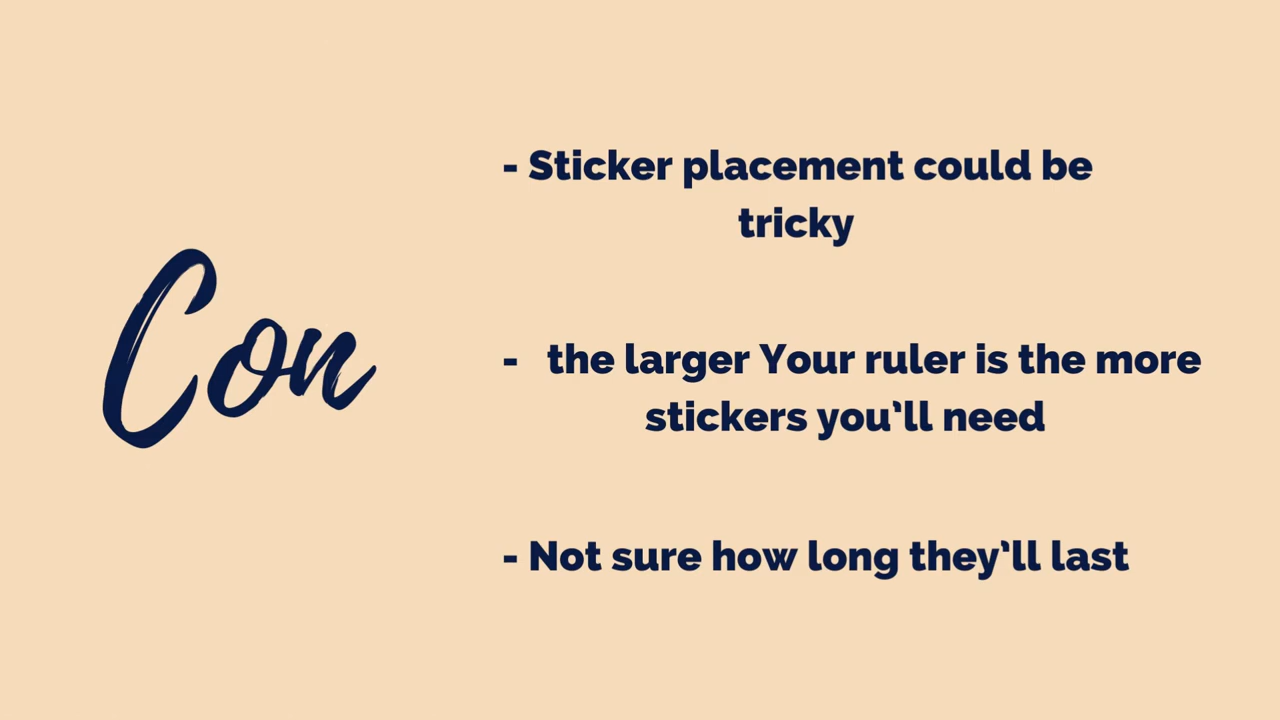 Con
- Sticker placement could be
tricky
- the larger Your ruler is the more
stickers you’ll need
- Not sure how long they’ll last